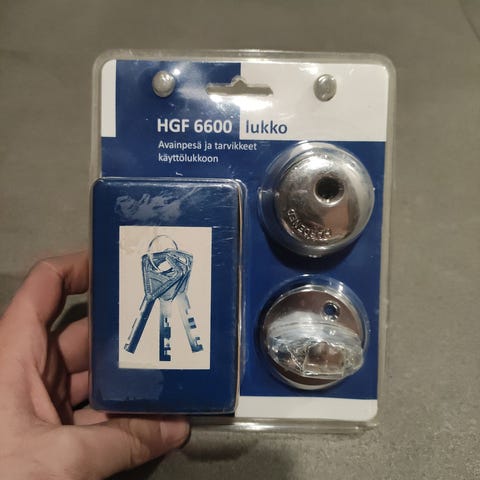 HGF 6600 lukko
Avainpesä ja tarvikkeet
käyttölukkoon